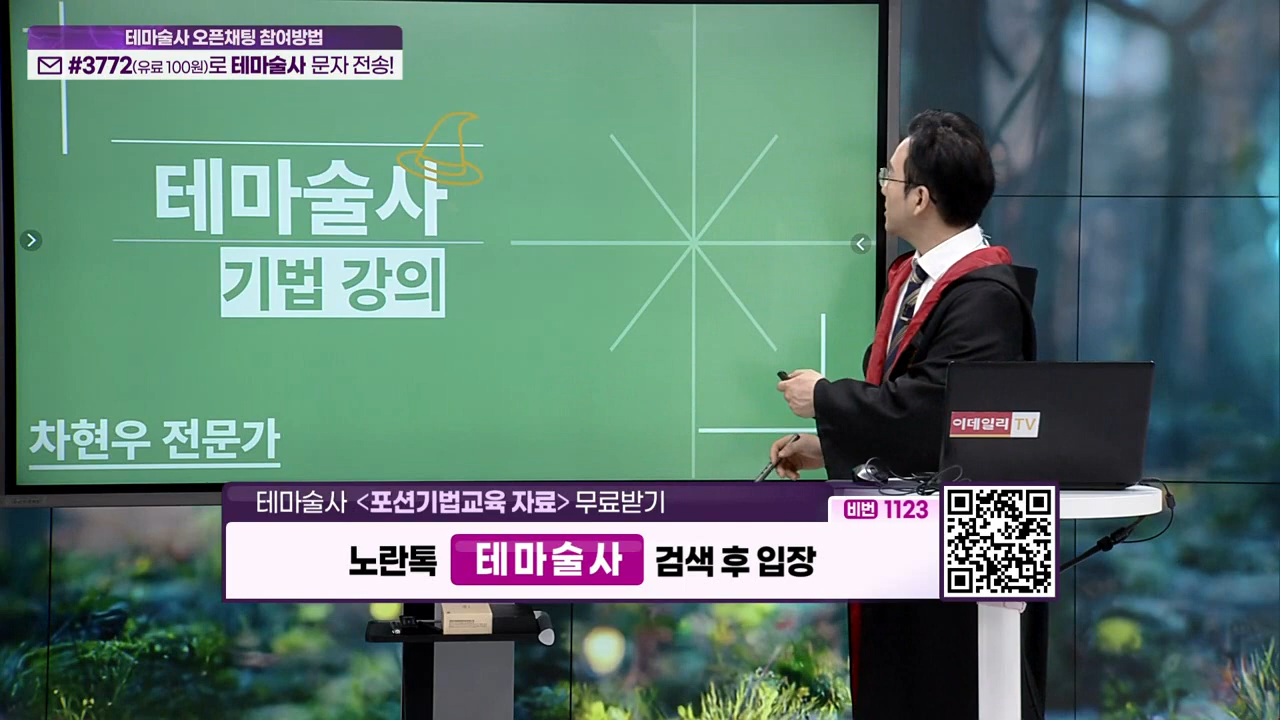 테마술사 오픈채팅 참여방법
#3772(유료 100원)로 테마술사 문자 전송!
테마술사
기법 강의
차현우 전문가
이데일리 TV
테마술사 <포션기법교육 자료> 무료받기
비번 1123
노란톡 테마술사 검색 후 입장